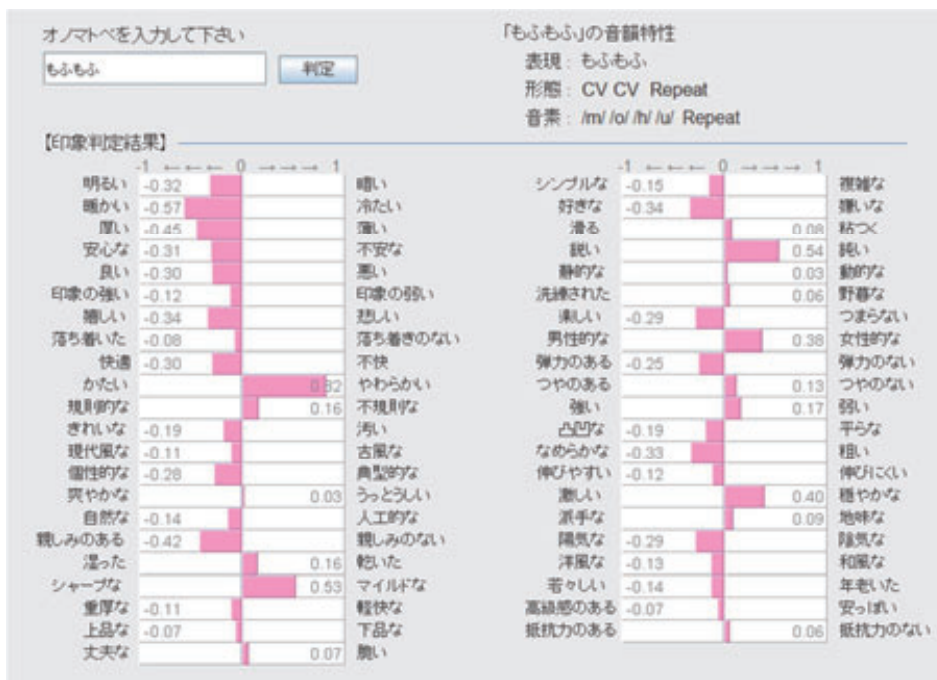 オノマトペを入力して下さい
もふもふ
判定
「もふもふ」の音韻特性
表現：もふもふ
形態：CV CV Repeat
音素：/m/ /o/ /h/ /u/ Repeat
【印象判定結果】
-1 ← ← ← 0 → → → 1
明るい -0.32 暗い
暖かい -0.57 冷たい
厚い -0.45 薄い
安心な -0.31 不安な
良い -0.30 悪い
印象の強い -0.12 印象の弱い
嬉しい -0.34 悲しい
落ち着いた -0.08 落ち着きのない
快適 -0.30 不快
かたい 0.82 やわらかい
規則的な 0.16 不規則な
きれいな -0.19 汚い
現代風な -0.11 古風な
個性的な -0.28 典型的な
爽やかな 0.03 うっとうしい
自然な -0.14 人工的な
親しみのある -0.42 親しみのない
湿った 0.16 乾いた
シャープな 0.53 マイルドな
重厚な -0.11 軽快な
上品な -0.07 下品な
丈夫な 0.07 脆い
-1 ← ← ← 0 → → → 1
シンプルな -0.15 複雑な
好きな -0.34 嫌いな
滑る 0.08 粘つく
鋭い 0.54 鈍い
静的な 0.03 動的な
洗練された 0.06 野暮な
楽しい -0.29 つまらない
男性的な 0.38 女性的な
弾力のある -0.25 弾力のない
つやのある 0.13 つやのない
強い 0.17 弱い
凸凹な -0.19 平らな
なめらかな -0.33 粗い
伸びやすい -0.12 伸びにくい
激しい 0.40 穏やかな
派手な 0.09 地味な
陽気な -0.29 陰気な
洋風な -0.13 和風な
若々しい -0.14 年老いた
高級感のある -0.07 安っぽい
抵抗力のある 0.06 抵抗力のない